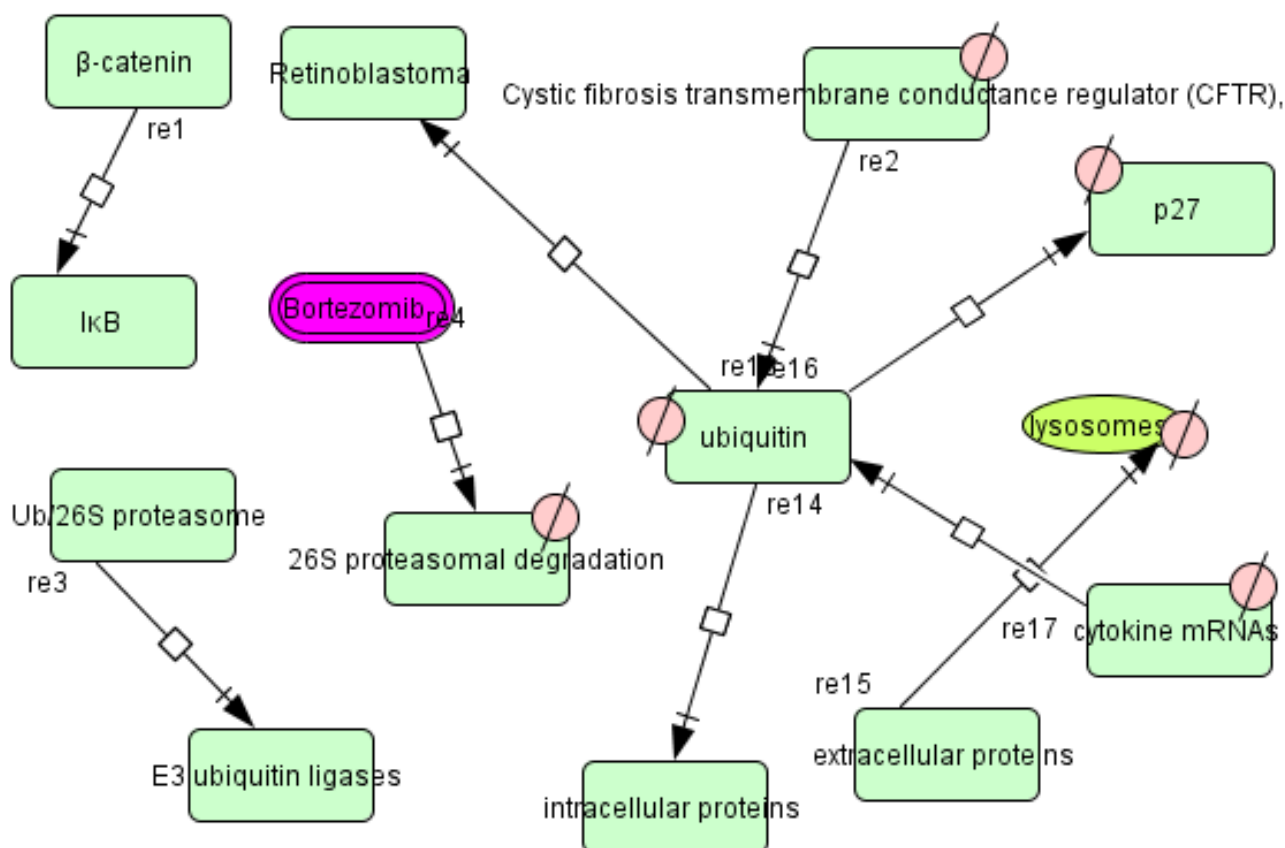 β-catenin
Retinoblastoma
Cystic fibrosis transmembrane conductance regulator (CFTR),
re1
re2
p27
IκB
Bortezomib
re4
re16
ubiquitin
lysosomes
Ub/26S proteasome
re14
26S proteasomal degradation
re3
re17
cytokine mRNAs
re15
extracellular proteins
E3 ubiquitin ligases
intracellular proteins